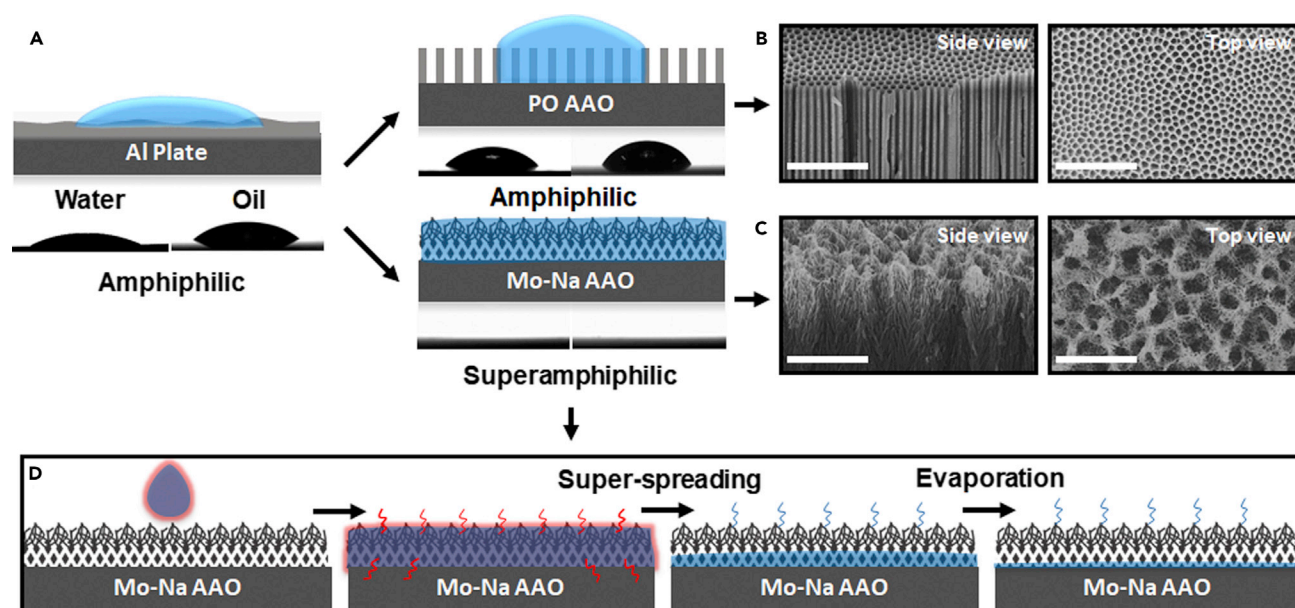 A
Al Plate
Water Oil
Amphiphilic
PO AAO
Amphiphilic
Mo-Na AAO
Superamphiphilic
B
Side view
Top view
C
Side view
Top view
D
Super-spreading
Evaporation
Mo-Na AAO
Mo-Na AAO
Mo-Na AAO
Mo-Na AAO